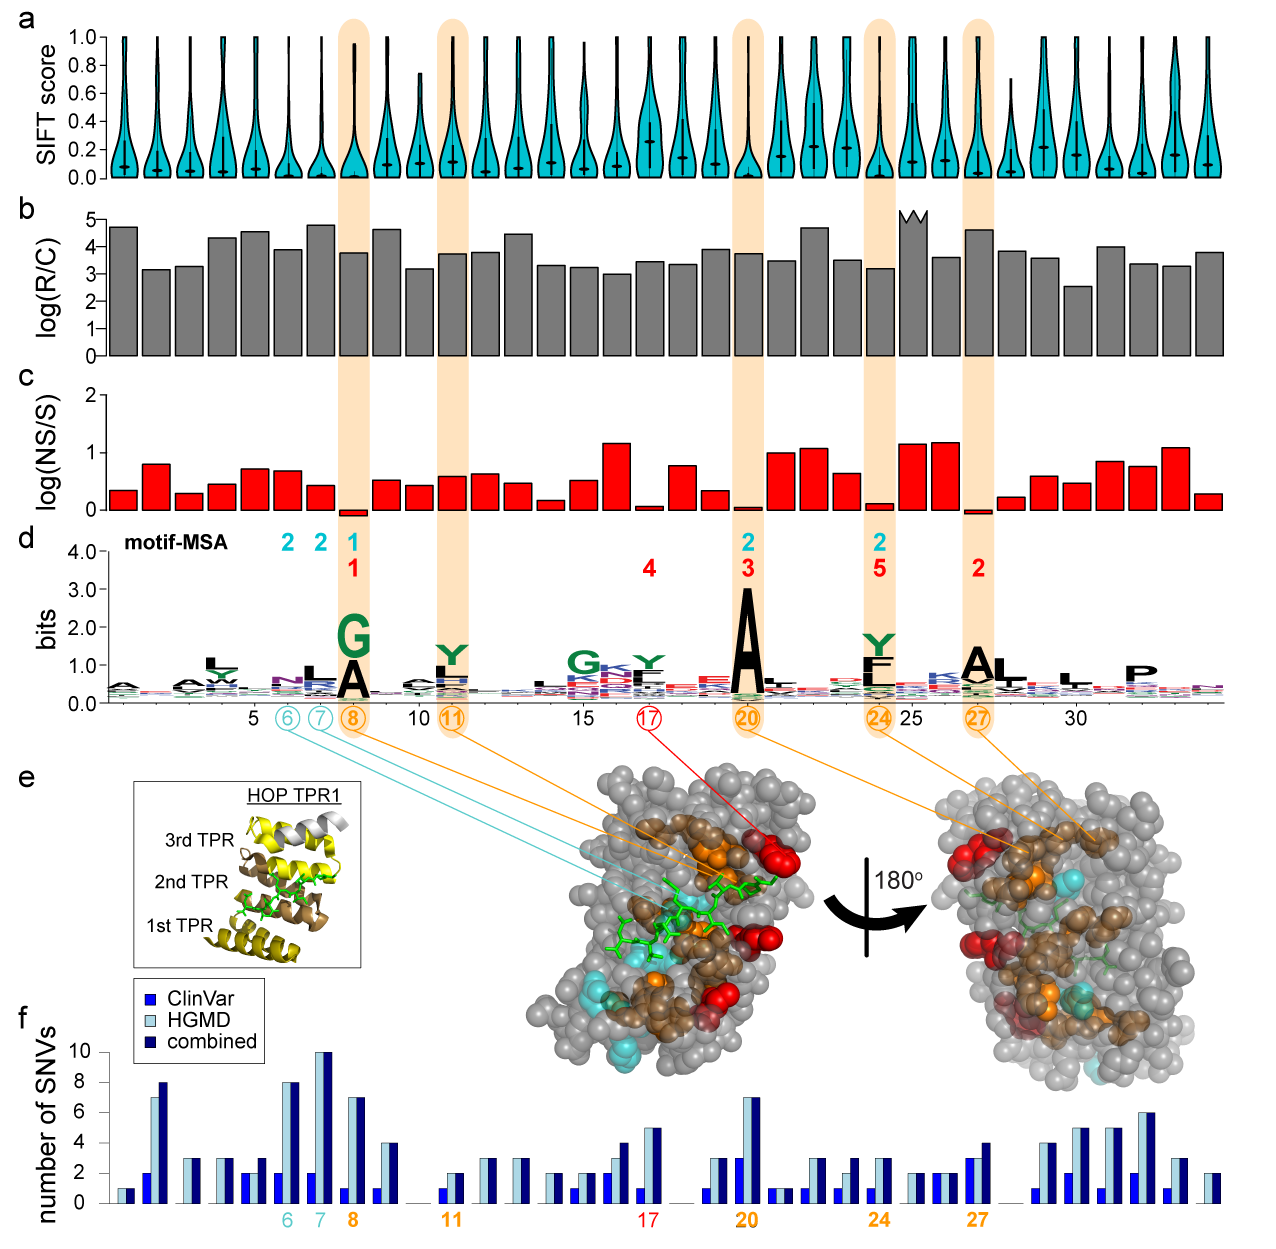 a
SIFT score
1.0
0.8
0.6
0.4
0.2
0.0
b
log(R/C)
5
4
3
2
1
0
c
log(NS/S)
2
1
0
d
motif-MSA
2 2 1 2 2
1 4 3 5 2
bits
4.0
3.0
2.0
1.0
0.0
G
A
Y
L
G
Y
A
Y
F
A
L
P
5 6 7 8 10 11 15 17 20 24 25 27 30
e
HOP TPR1
3rd TPR
2nd TPR
1st TPR
180o
f
ClinVar
HGMD
combined
number of SNVs
10
8
6
4
2
0
6 7 8 11 17 20 24 27